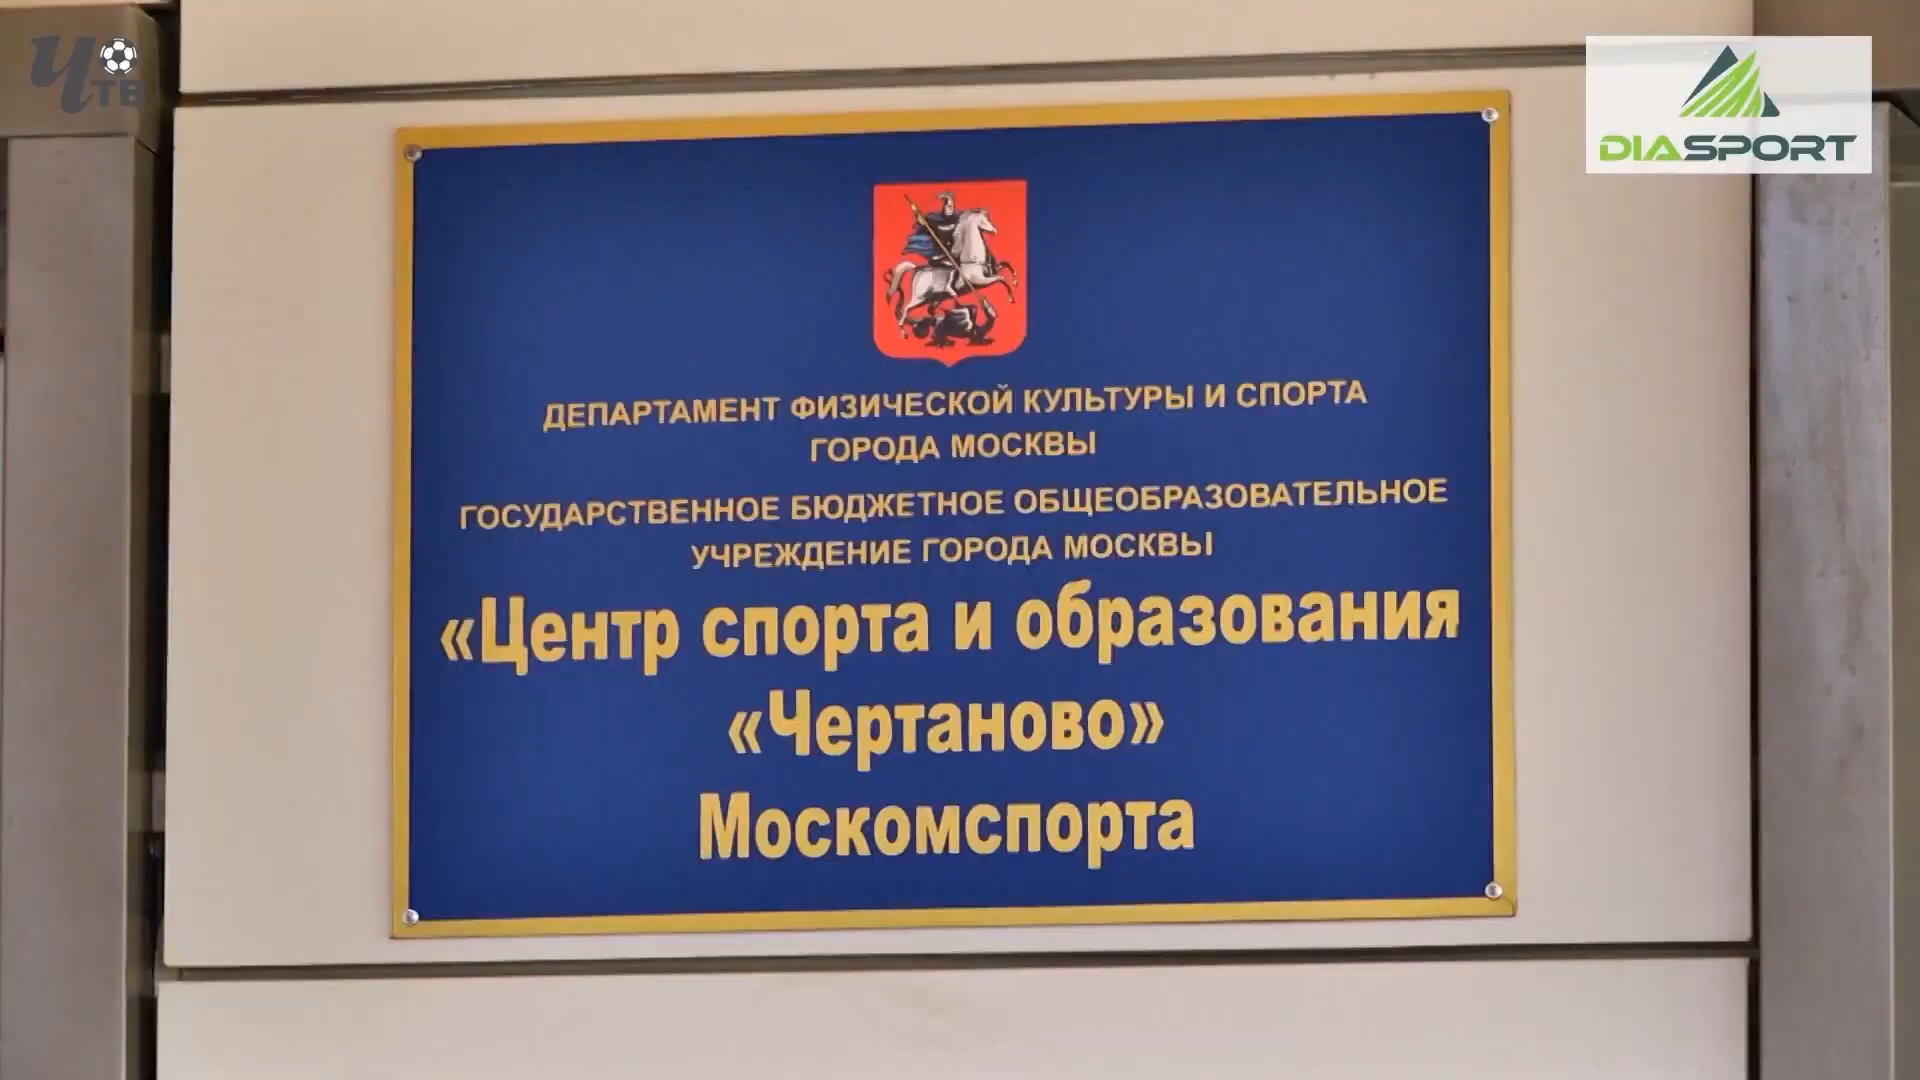 ЧТВ
DIASPORT
ДЕПАРТАМЕНТ ФИЗИЧЕСКОЙ КУЛЬТУРЫ И СПОРТА
ГОРОДА МОСКВЫ
ГОСУДАРСТВЕННОЕ БЮДЖЕТНОЕ ОБЩЕОБРАЗОВАТЕЛЬНОЕ
УЧРЕЖДЕНИЕ ГОРОДА МОСКВЫ
«Центр спорта и образования
«Чертаново»
Москомспорта